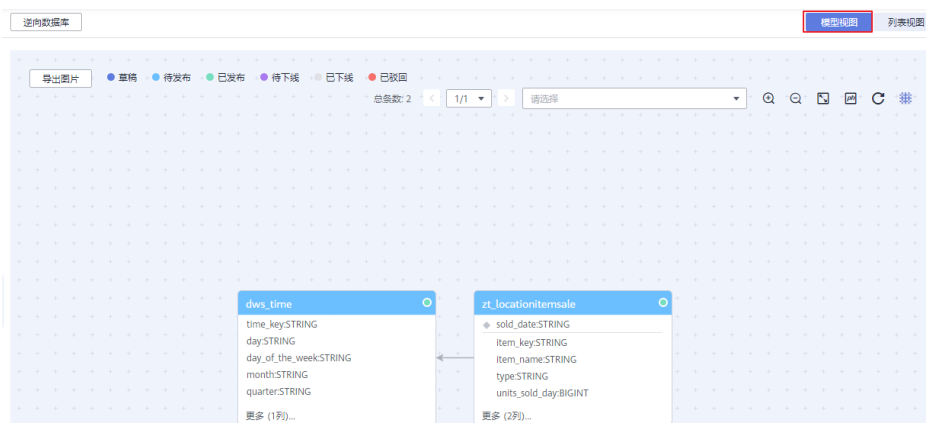 逆向数据库
模型视图 列表视图
导出图片 草稿 待发布 已发布 待下线 已下线 已驳回
总条数: 2 < 1/1 > 请选择
dws_time
time_key:STRING
day:STRING
day_of_the_week:STRING
month:STRING
quarter:STRING
更多 (1列)...
zt_locationitemsale
sold_date:STRING
item_key:STRING
item_name:STRING
type:STRING
units_sold_day:BIGINT
更多 (2列)...